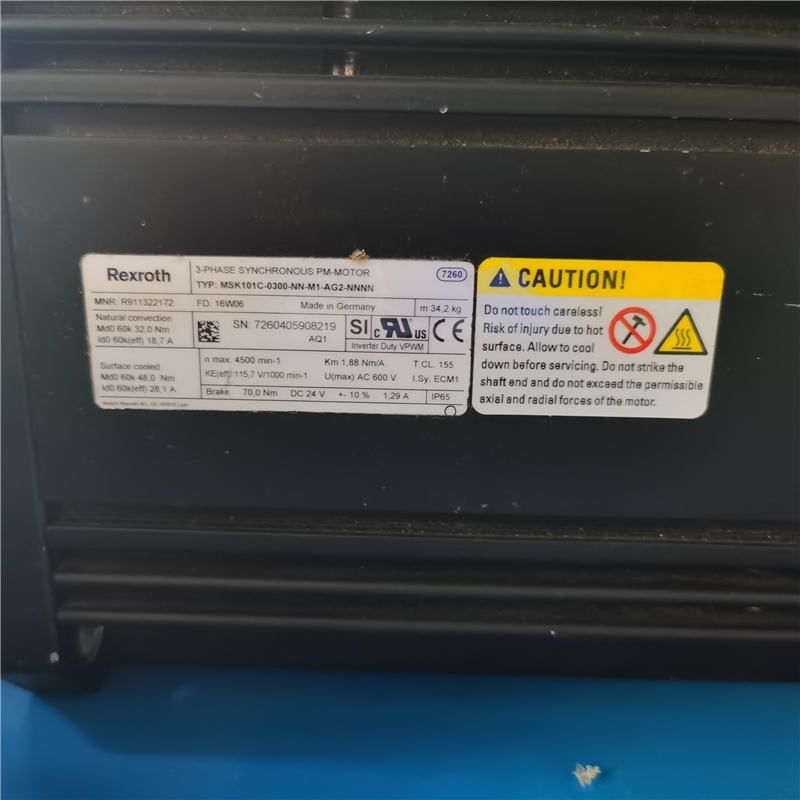 Rexroth
3-PHASE SYNCHRONOUS PM-MOTOR
7260
TYP: MSK101C-0300-NN-M1-AG2-NNNN
MNR: R911322172
FD: 16W06
Made in Germany
m 34,2 kg
Natural convection
Md0 60k 32,0 Nm
Id0 60k(eff) 18,7 A
SN: 7260405908219
AQ1
SI
c UR us
Inverter Duty VPWM
CE
Surface cooled
Md0 60k 48,0 Nm
Id0 60k(eff) 28,1 A
n max. 4500 min-1
Km 1,88 Nm/A
T.CL. 155
KE(eff) 115,7 V/1000 min-1
U(max) AC 600 V
I.Sy. ECM1
Brake 70,0 Nm DC 24 V +- 10 % 1,29 A
IP65
CAUTION!
Do not touch careless!
Risk of injury due to hot
surface. Allow to cool
down before servicing. Do not strike the
shaft end and do not exceed the permissible
axial and radial forces of the motor.